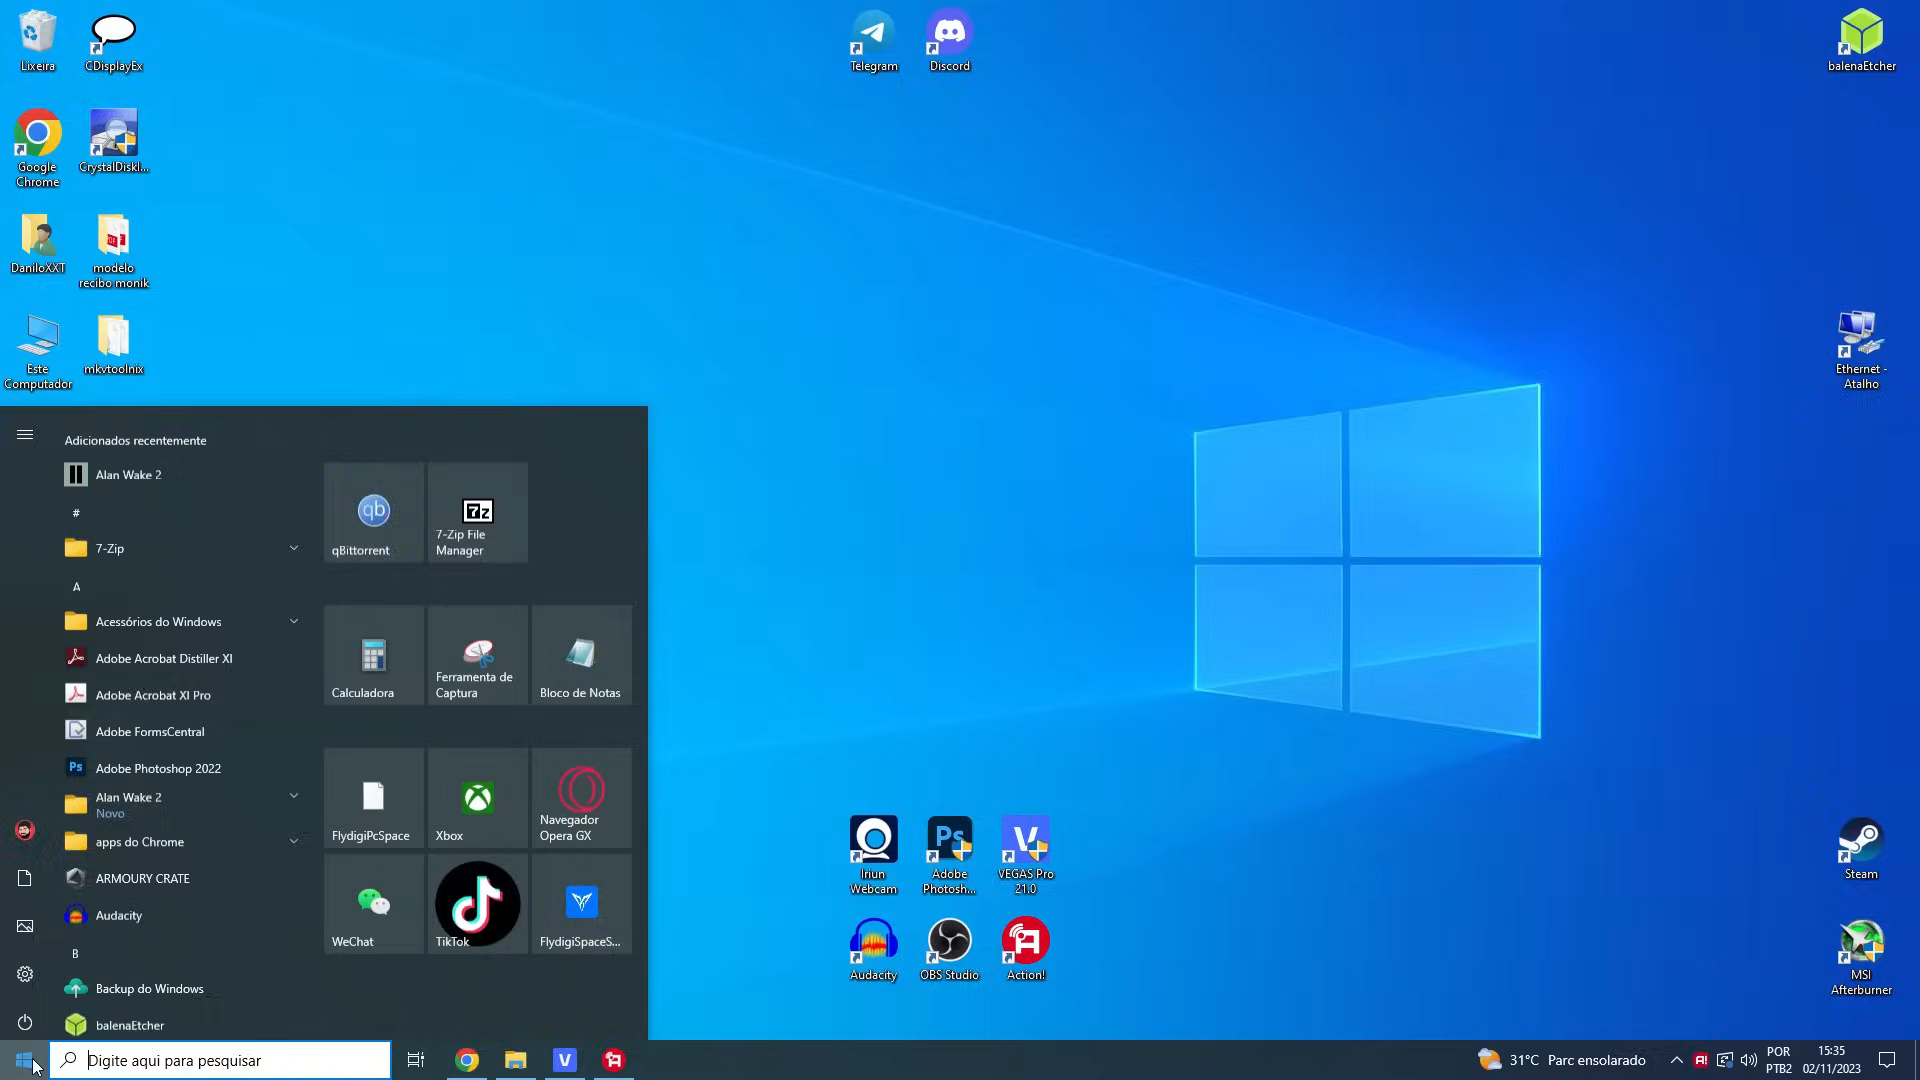 Lixeira
CDisplayEx
Telegram
Discord
balenaEtcher
Google
Chrome
CrystalDiskI...
DaniloXXT
modelo
recibo monik
Este
Computador
mkvtoolnix
Ethernet -
Atalho
Adicionados recentemente
Alan Wake 2
#
7-Zip
A
Acessórios do Windows
Adobe Acrobat Distiller XI
Adobe Acrobat XI Pro
Adobe FormsCentral
Ps
Adobe Photoshop 2022
Alan Wake 2
Novo
apps do Chrome
ARMOURY CRATE
Audacity
B
Backup do Windows
balenaEtcher
qb
qBittorrent
7z
7-Zip File
Manager
Calculadora
Ferramenta de
Captura
Bloco de Notas
FlydigiPcSpace
Xbox
Navegador
Opera GX
WeChat
TikTok
FlydigiSpaceS...
Iriun
Webcam
Ps
Adobe
Photosh...
V
VEGAS Pro
21.0
Audacity
OBS Studio
Action!
Steam
MSI
Afterburner
Digite aqui para pesquisar
V
31°C Parc ensolarado
POR
PTB2
15:35
02/11/2023